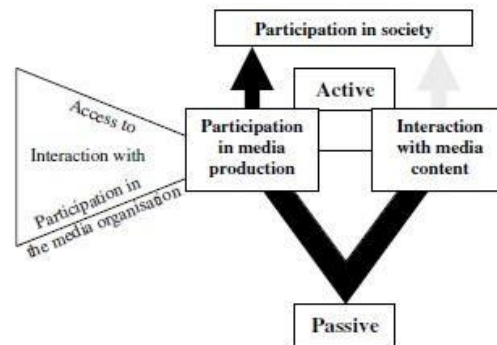 Participation in society
Active
Access to
Interaction with
Participation in
the media organisation
Participation
in media
production
Interaction
with media
content
Passive